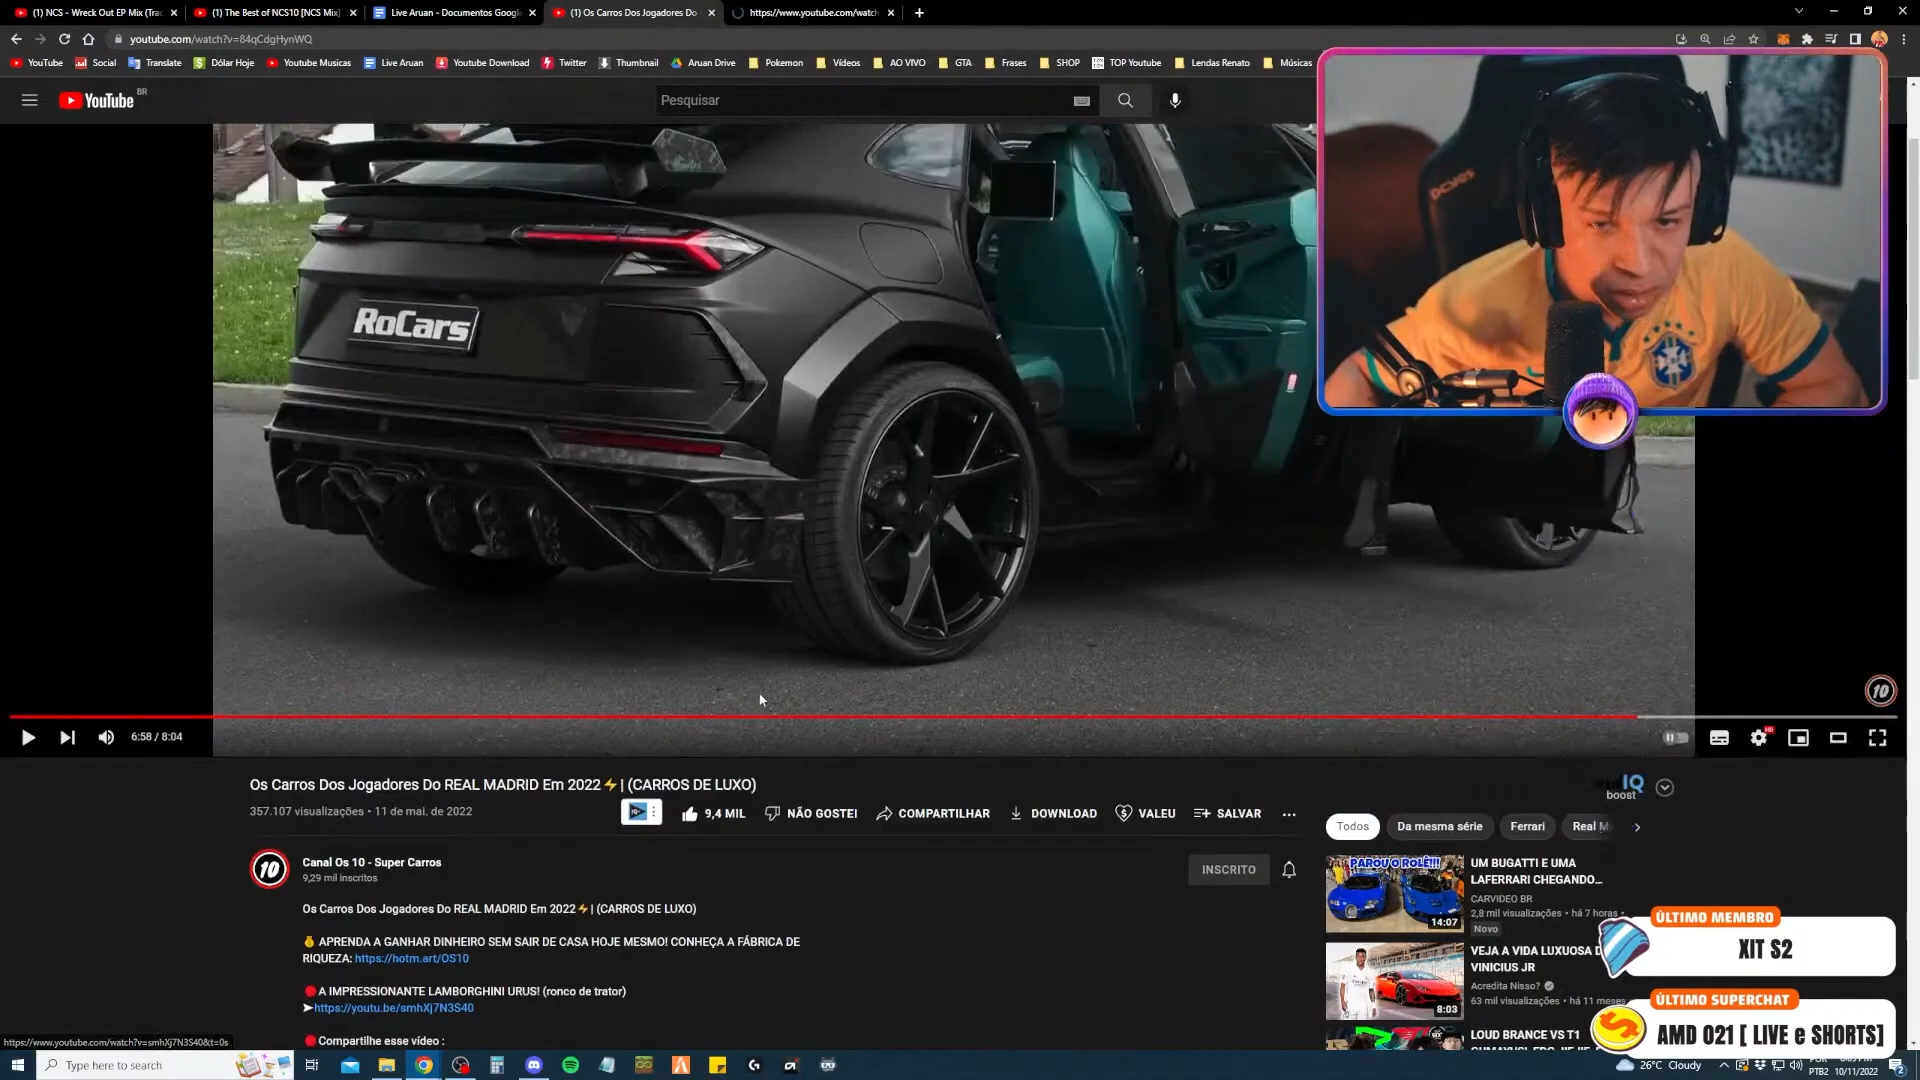 (1) NCS - Wreck Out EP Mix (Trac
(1) The Best of NCS10 [NCS Mix]
Live Aruan - Documentos Google
(1) Os Carros Dos Jogadores Do
https://www.youtube.com/watch
youtube.com/watch?v=84qCdgHynWQ
YouTube
Social
Translate
Dólar Hoje
Youtube Musicas
Live Aruan
Youtube Download
Twitter
Thumbnail
Aruan Drive
Pokemon
Vídeos
AO VIVO
GTA
Frases
SHOP
TOP Youtube
Lendas Renato
Músicas
YouTube BR
Pesquisar
RoCars
10
6:58 / 8:04
HD
Os Carros Dos Jogadores Do REAL MADRID Em 2022⚡| (CARROS DE LUXO)
357.107 visualizações • 11 de mai. de 2022
9,4 MIL
NÃO GOSTEI
COMPARTILHAR
DOWNLOAD
VALEU
SALVAR
IQ
boost
Todos
Da mesma série
Ferrari
Real M
10
Canal Os 10 - Super Carros
9,29 mil inscritos
INSCRITO
Os Carros Dos Jogadores Do REAL MADRID Em 2022⚡| (CARROS DE LUXO)
💰 APRENDA A GANHAR DINHEIRO SEM SAIR DE CASA HOJE MESMO! CONHEÇA A FÁBRICA DE
RIQUEZA: https://hotm.art/OS10
🔴A IMPRESSIONANTE LAMBORGHINI URUS! (ronco de trator)
➤https://youtu.be/smhXj7N3S40
🔴Compartilhe esse vídeo :
PAROU O ROLÊ!!!
14:07
UM BUGATTI E UMA
LAFERRARI CHEGANDO...
CARVIDEO BR
2,8 mil visualizações • há 7 horas
Novo
8:03
VEJA A VIDA LUXUOSA D
VINICIUS JR
Acredita Nisso?
63 mil visualizações • há 11 meses
LOUD BRANCE VS T1
ÚLTIMO MEMBRO
XIT S2
ÚLTIMO SUPERCHAT
AMD 021 [ LIVE e SHORTS]
https://www.youtube.com/watch?v=smhXj7N3S40&t=0s
Type here to search
26°C Cloudy
PTB2
10/11/2022
2